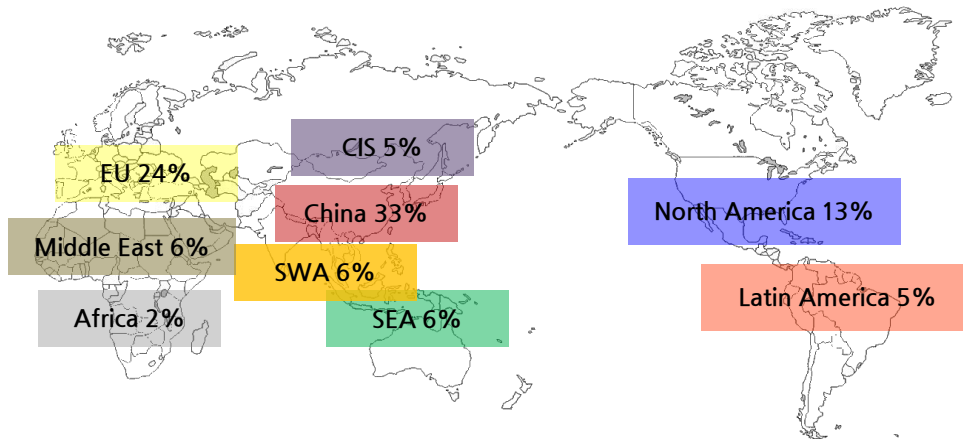 CIS 5%
EU 24%
China 33%
North America 13%
Middle East 6%
SWA 6%
Latin America 5%
Africa 2%
SEA 6%